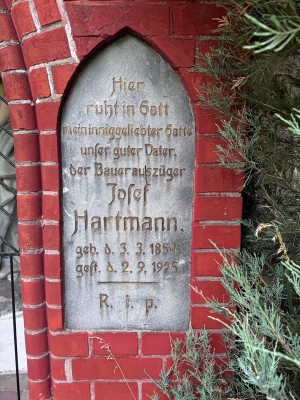 Hier
ruht in Gott
mein inniggeliebter Gatte
unser guter Vater,
der Bauerauszüger
Josef
Hartmann.
geb. d. 3. 3. 1854.
gest. d. 2. 9. 1925.
R. i. p.